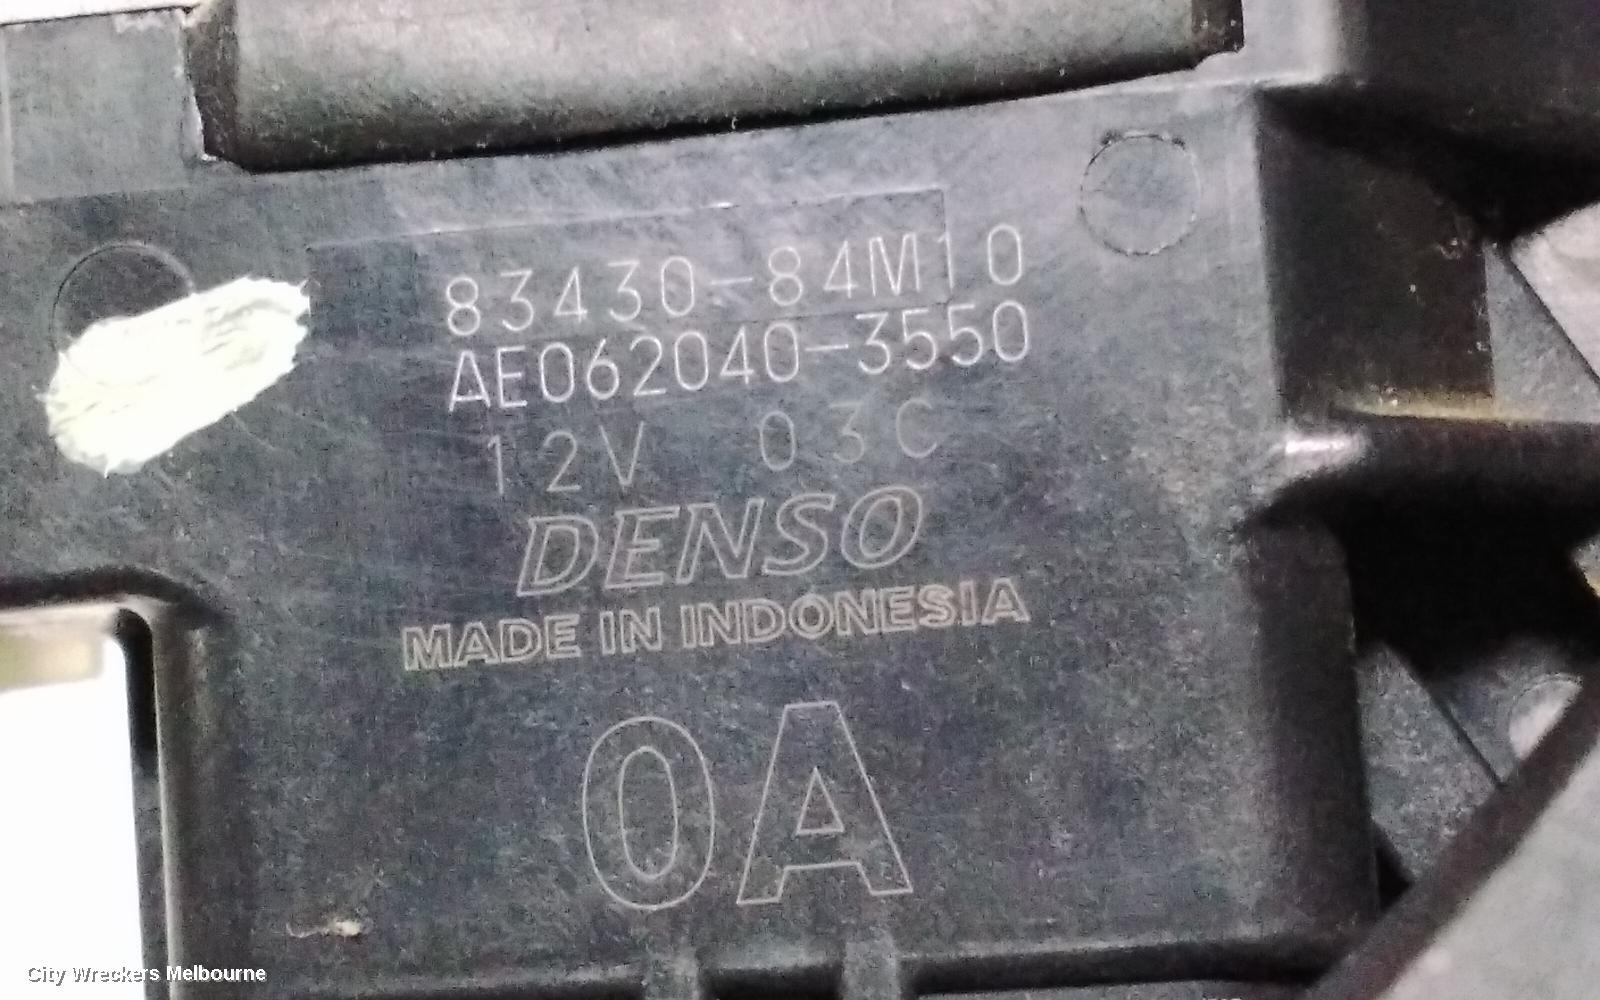 83430-84M10
AE062040-3550
12V 03C
DENSO
MADE IN INDONESIA
0A
City Wreckers Melbourne